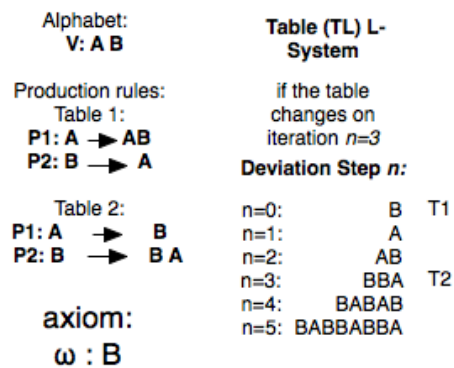 Alphabet:
V: A B
Production rules:
Table 1:
P1: A → AB
P2: B → A
Table 2:
P1: A → B
P2: B → B A
axiom:
ω : B
Table (TL) L-
System
if the table
changes on
iteration n=3
Deviation Step n:
n=0: B T1
n=1: A
n=2: AB
n=3: BBA T2
n=4: BABAB
n=5: BABBABBA